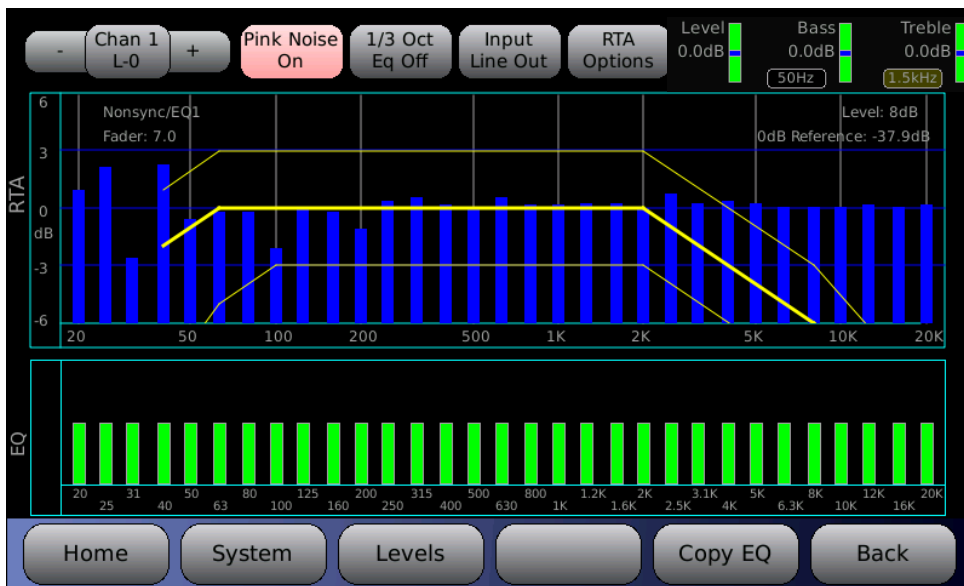 -
Chan 1
L-0
+
Pink Noise
On
1/3 Oct
Eq Off
Input
Line Out
RTA
Options
Level
0.0dB
Bass
0.0dB
50Hz
Treble
0.0dB
1.5kHz
RTA
6
3
0
dB
-3
-6
Nonsync/EQ1
Fader: 7.0
Level: 8dB
0dB Reference: -37.9dB
20 50 100 200 500 1K 2K 5K 10K 20K
EQ
20 31 50 80 125 200 315 500 800 1.2K 2K 3.1K 5K 8K 12K 20K
25 40 63 100 160 250 400 630 1K 1.6K 2.5K 4K 6.3K 10K 16K
Home
System
Levels
Copy EQ
Back